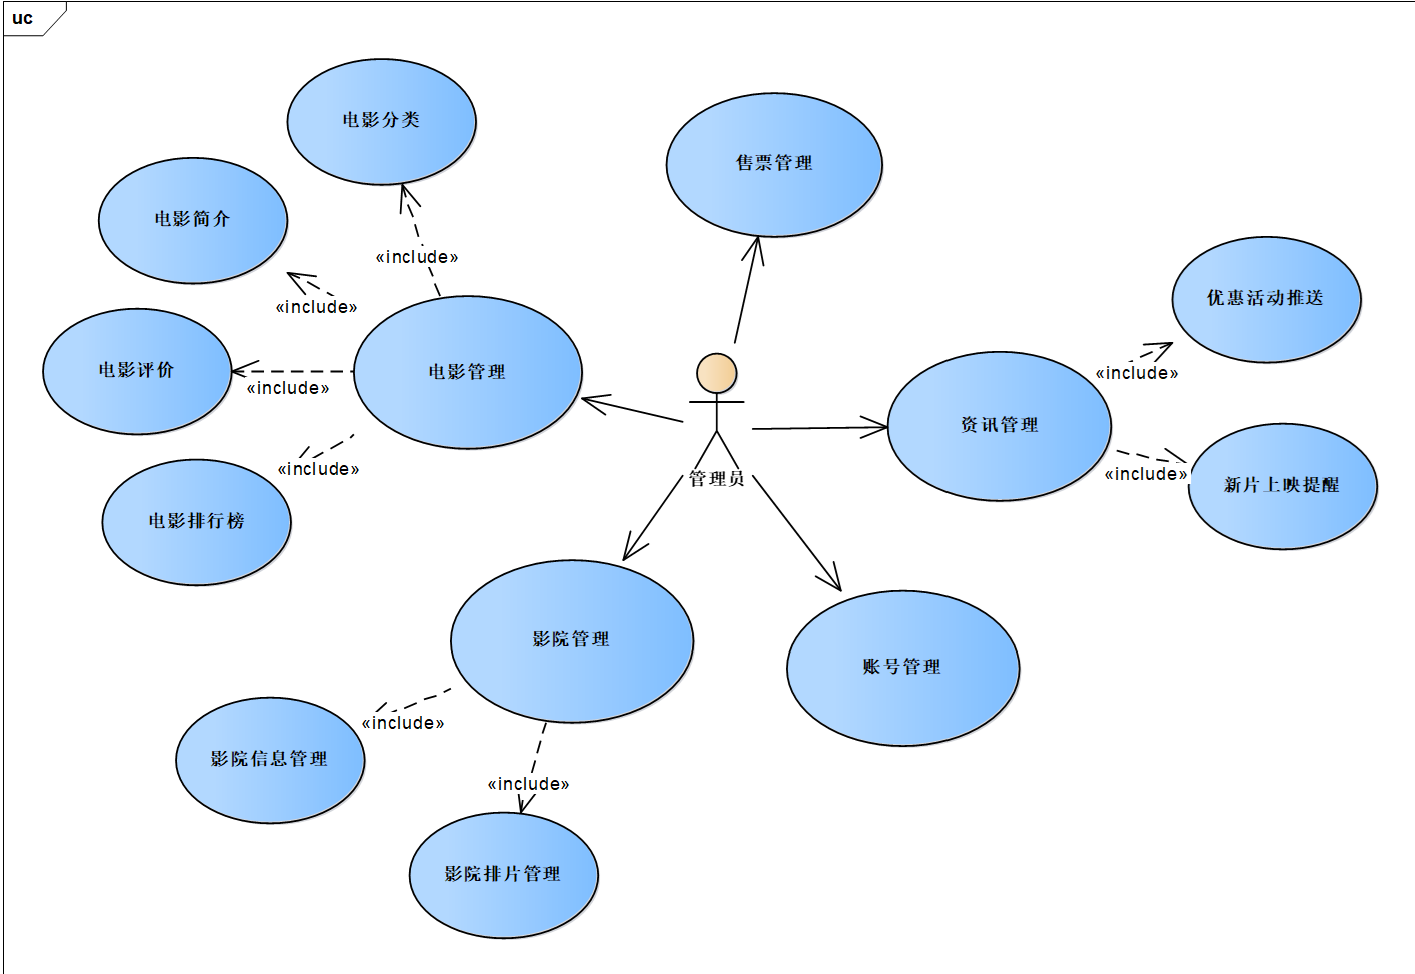 uc
电影分类
售票管理
电影简介
«include»
优惠活动推送
«include»
电影评价
电影管理
«include»
«include»
资讯管理
«include»
管理员
«include»
新片上映提醒
电影排行榜
影院管理
账号管理
«include»
影院信息管理
«include»
影院排片管理